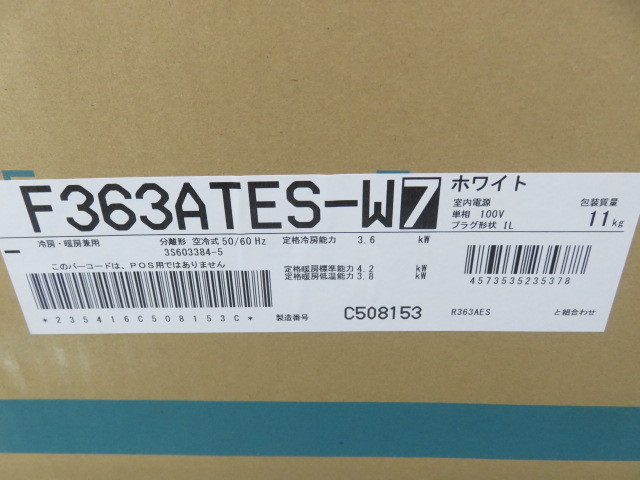 F363ATES-W7
ホワイト
室内電源
単相 100V
プラグ形状 IL
包装質量
11kg
冷房・暖房兼用
分離形 空冷式 50/60 Hz
3S603384-5
定格冷房能力 3.6 kW
定格暖房標準能力 4.2 kW
定格暖房低温能力 3.8 kW
このバーコードは、POS用ではありません
*235416C508153C*
製造番号 C508153
4573535235378
R363AES と組合わせ